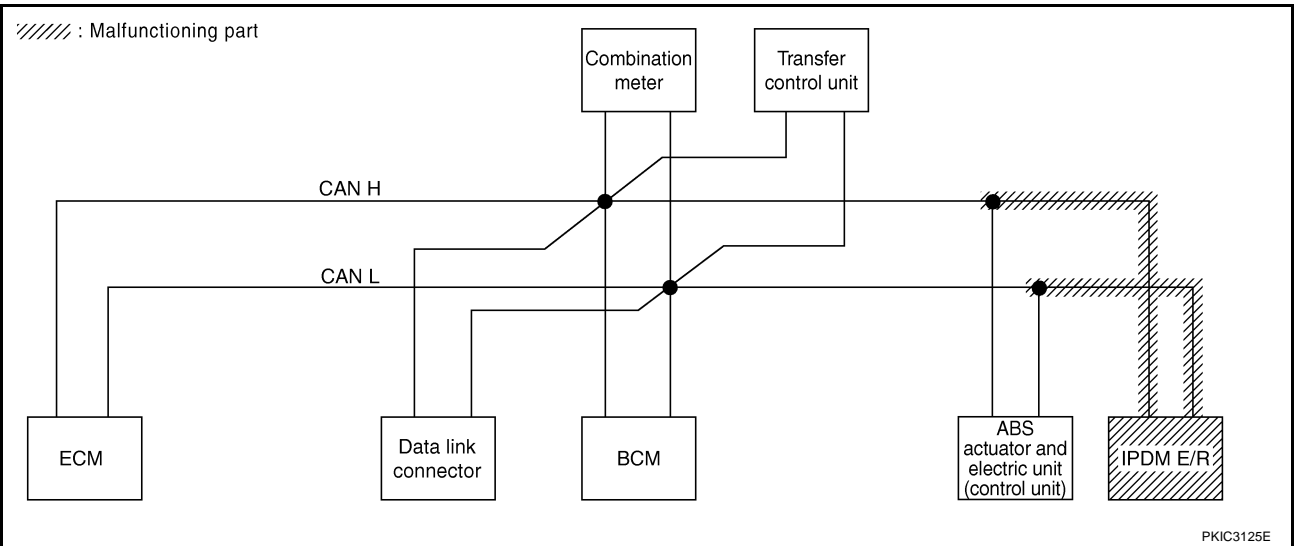 : Malfunctioning part
Combination
meter
Transfer
control unit
CAN H
CAN L
ECM
Data link
connector
BCM
ABS
actuator and
electric unit
(control unit)
IPDM E/R
PKIC3125E